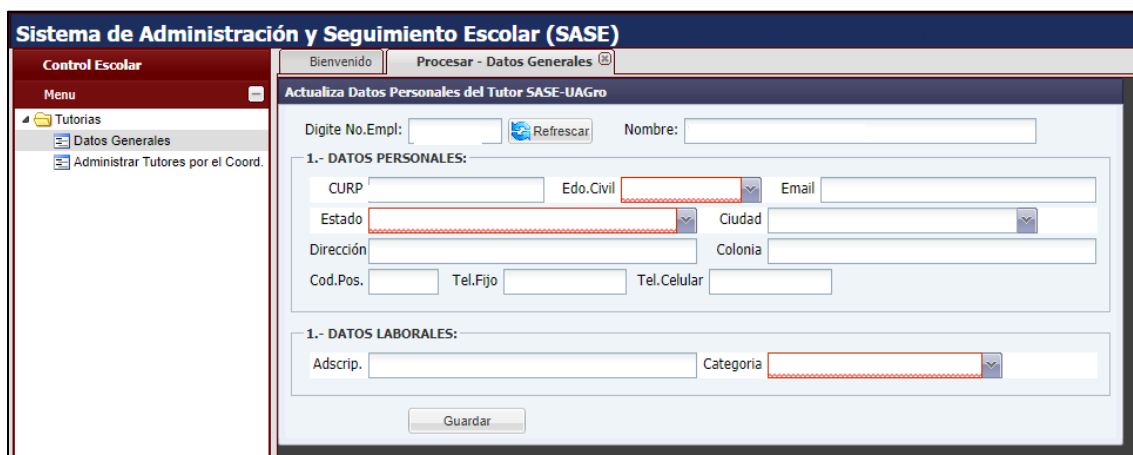 Sistema de Administración y Seguimiento Escolar (SASE)
Control Escolar
Menu
Tutorias
Datos Generales
Administrar Tutores por el Coord.
Bienvenido
Procesar - Datos Generales
Actualiza Datos Personales del Tutor SASE-UAGro
Digite No.Empl: Refrescar Nombre:
1.- DATOS PERSONALES:
CURP Edo.Civil Email
Estado Ciudad
Dirección Colonia
Cod.Pos. Tel.Fijo Tel.Celular
1.- DATOS LABORALES:
Adscrip. Categoria
Guardar